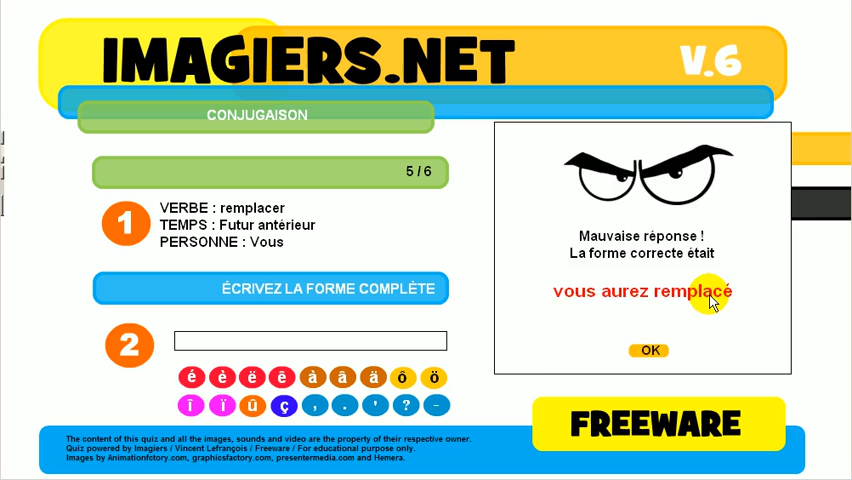 IMAGIERS.NET
V.6
CONJUGAISON
5 / 6
1
VERBE : remplacer
TEMPS : Futur antérieur
PERSONNE : Vous
ÉCRIVEZ LA FORME COMPLÈTE
2
é è ë ê à â ä ô ö
î ï û ç , . ' ? -
Mauvaise réponse !
La forme correcte était
vous aurez remplacé
OK
FREEWARE
The content of this quiz and all the images, sounds and video are the property of their respective owner.
Quiz powered by Imagiers / Vincent Lefrançois / Freeware / For educational purpose only.
Images by Animationfctory.com, graphicsfactory.com, presentermedia.com and Hemera.